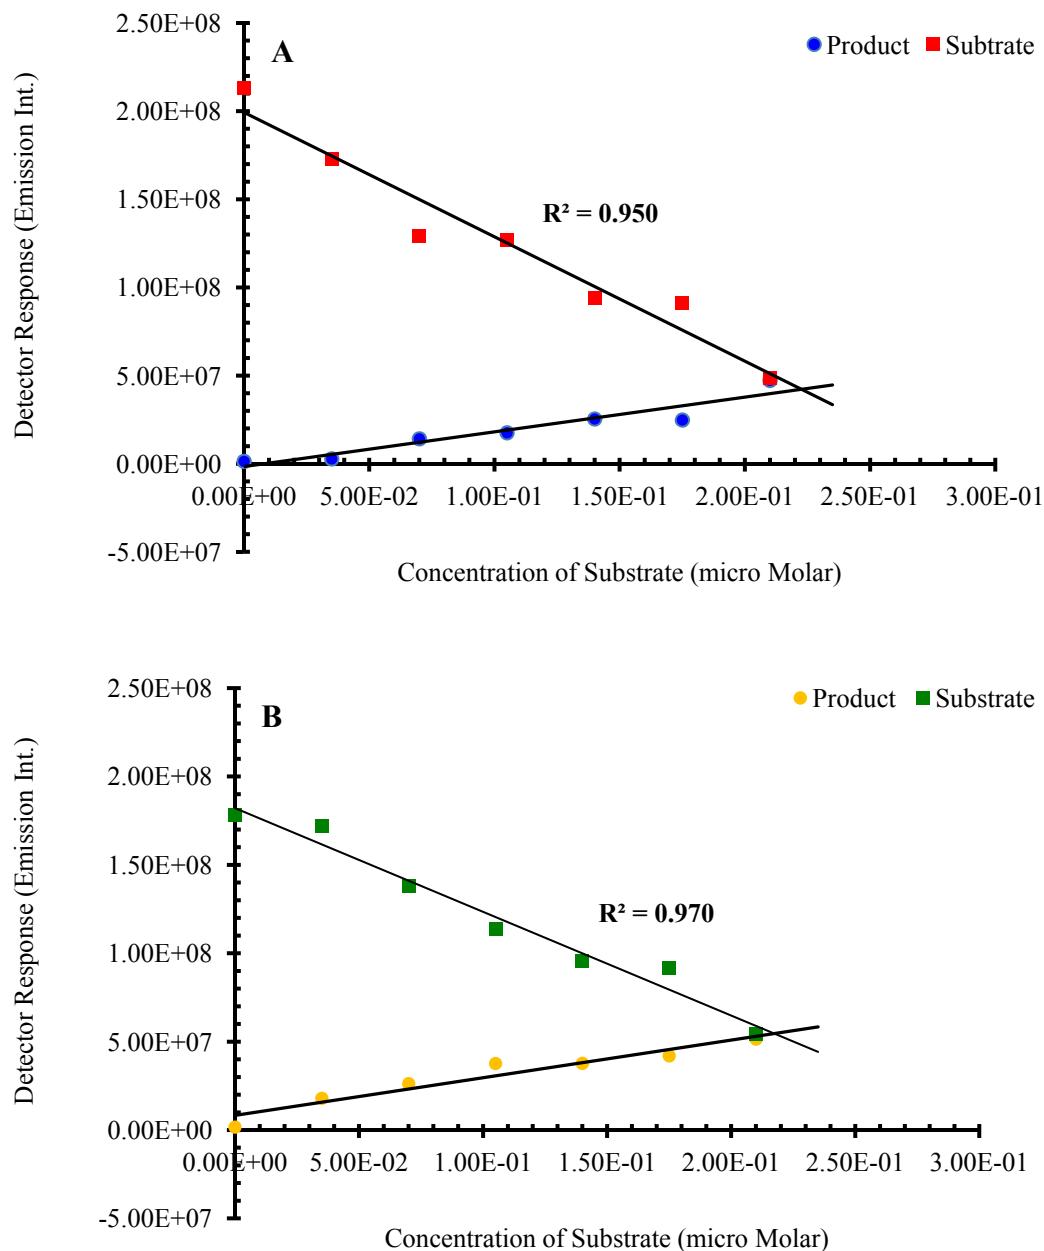 2.50E+08
A
Product
Subtrate
2.00E+08
1.50E+08
R² = 0.950
1.00E+08
5.00E+07
0.00E+00
0.00E+00 5.00E-02 1.00E-01 1.50E-01 2.00E-01 2.50E-01 3.00E-01
-5.00E+07
Detector Response (Emission Int.)
Concentration of Substrate (micro Molar)
2.50E+08
B
Product
Substrate
2.00E+08
1.50E+08
R² = 0.970
1.00E+08
5.00E+07
0.00E+00
0.00E+00 5.00E-02 1.00E-01 1.50E-01 2.00E-01 2.50E-01 3.00E-01
-5.00E+07
Detector Response (Emission Int.)
Concentration of Substrate (micro Molar)